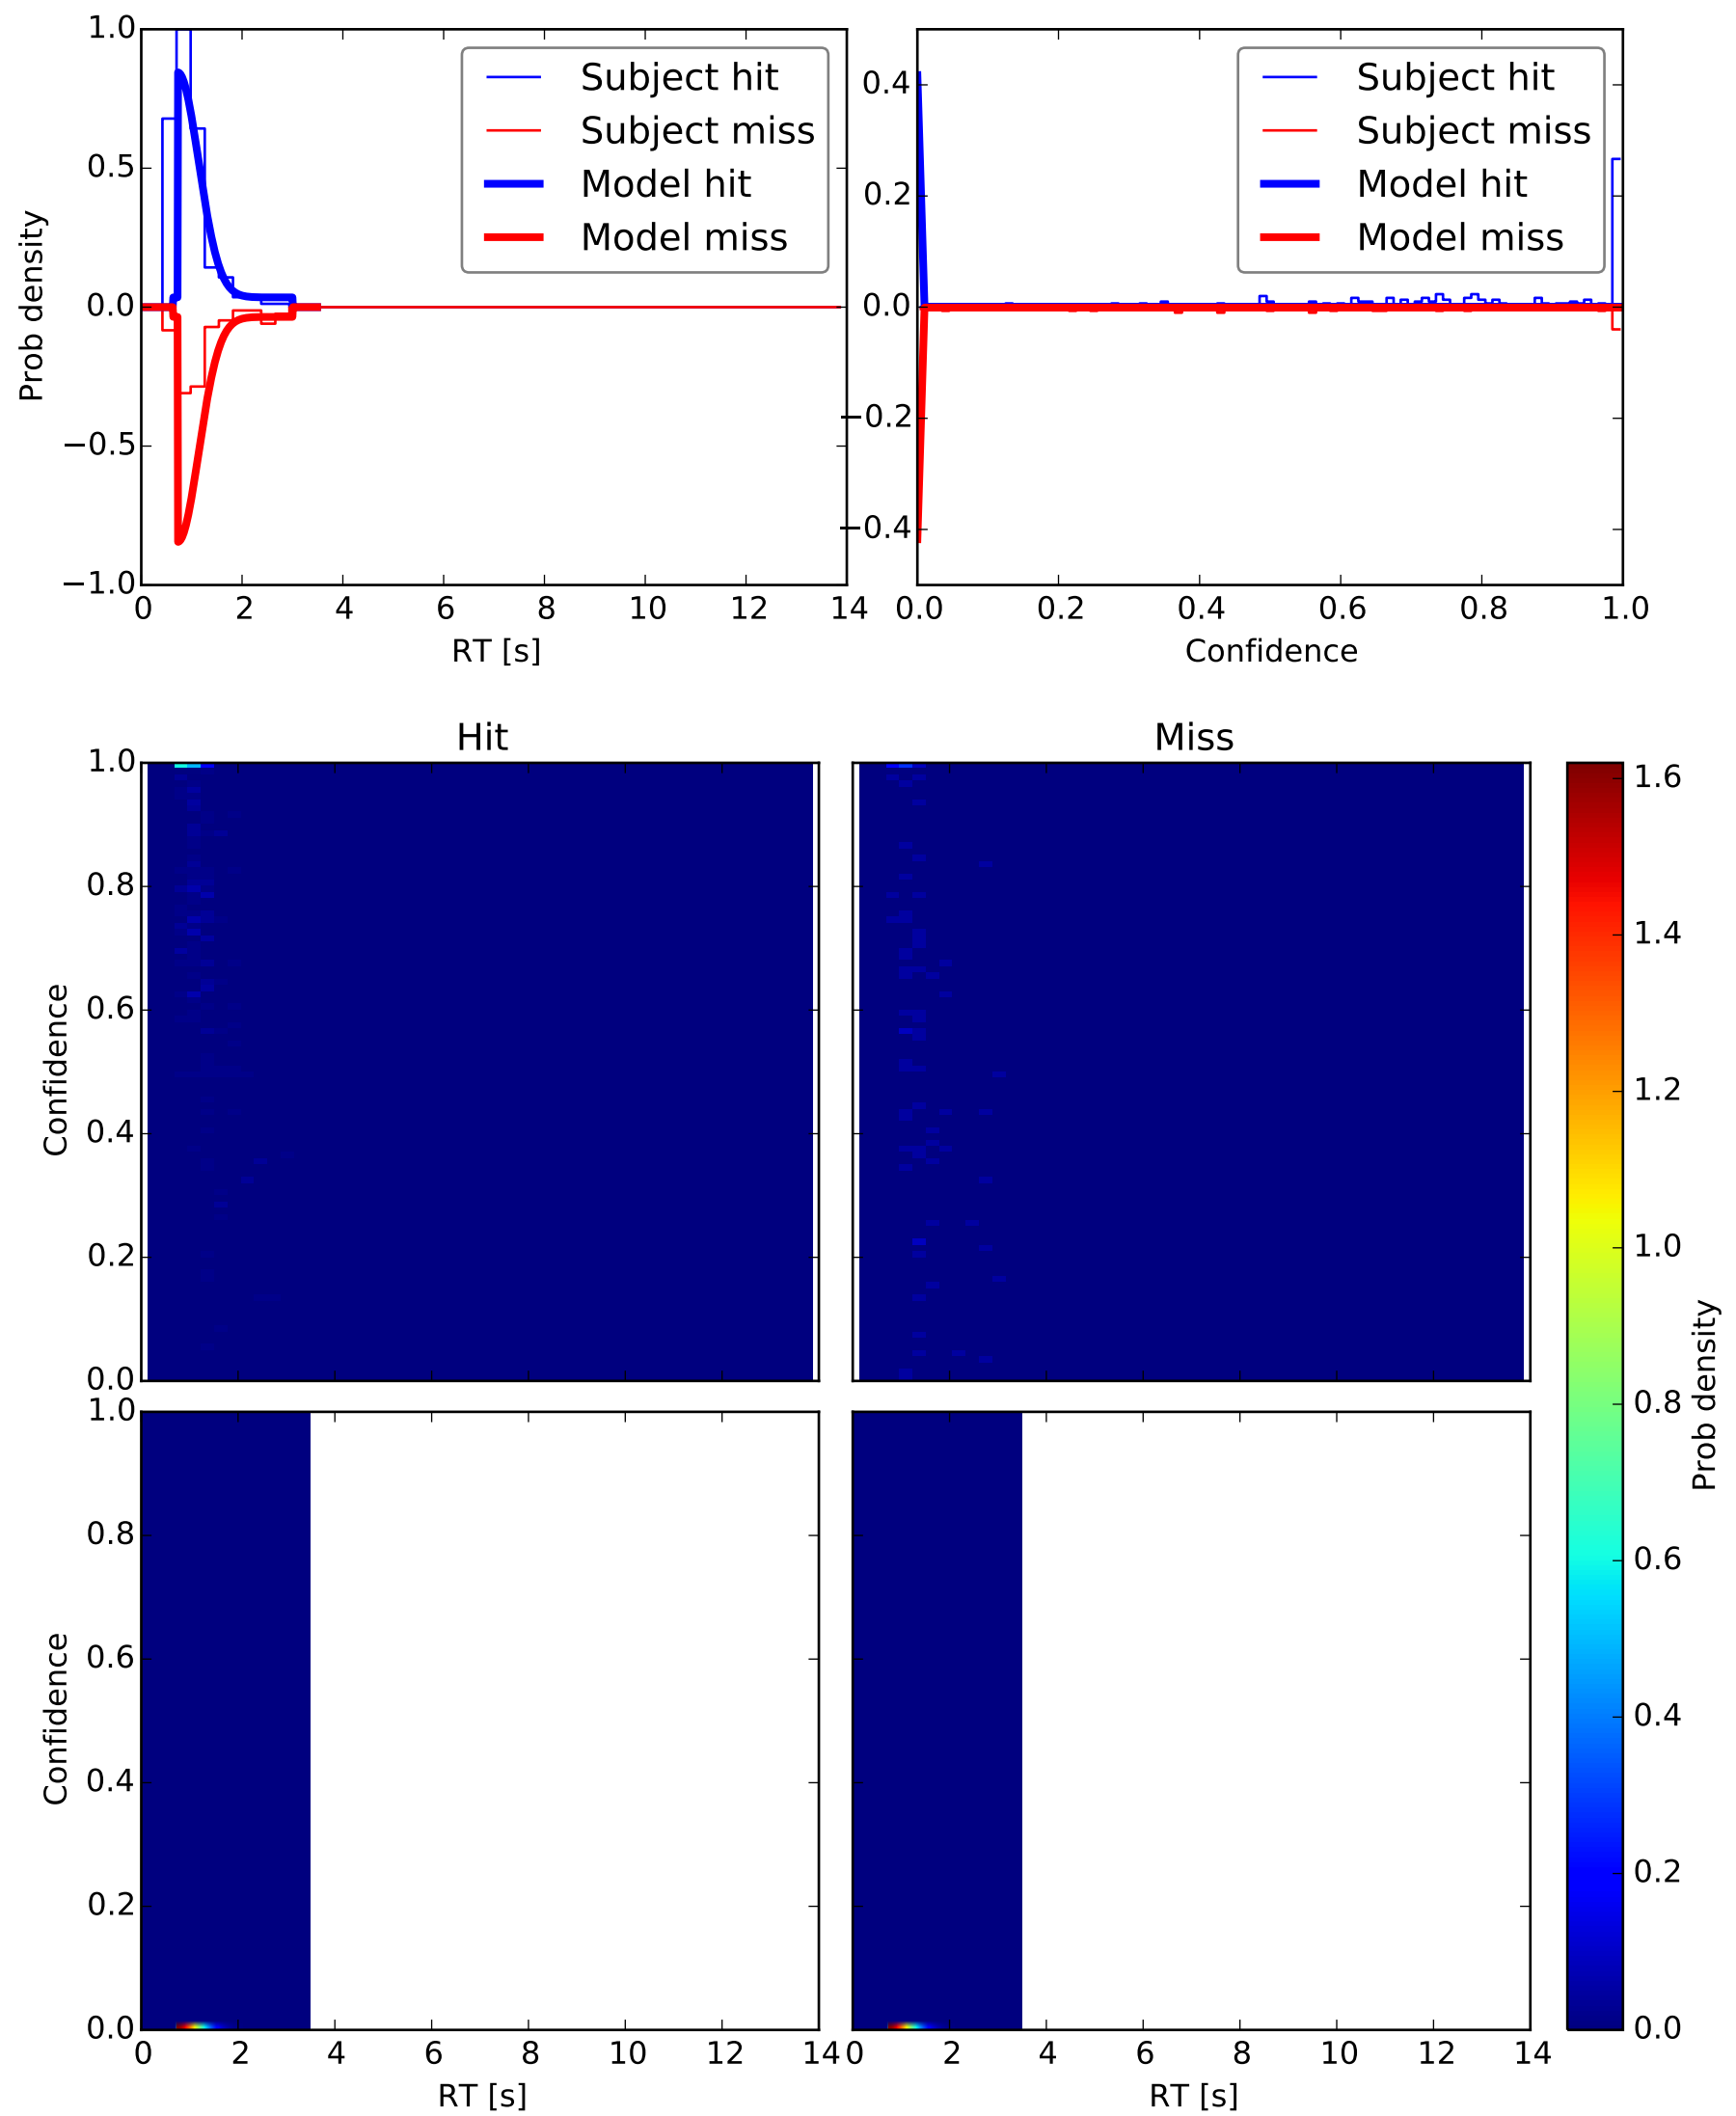 1.0
0.5
0.0
−0.5
−1.0
Prob density
0 2 4 6 8 10 12 14
RT [s]
Subject hit
Subject miss
Model hit
Model miss
0.4
0.2
0.0
−0.2
−0.4
0.0 0.2 0.4 0.6 0.8 1.0
Confidence
Subject hit
Subject miss
Model hit
Model miss
Hit
1.0
0.8
0.6
0.4
0.2
0.0
Confidence
Miss
1.0
0.8
0.6
0.4
0.2
0.0
Confidence
0 2 4 6 8 10 12 14
RT [s]
0 2 4 6 8 10 12 14
RT [s]
1.6
1.4
1.2
1.0
0.8
0.6
0.4
0.2
0.0
Prob density